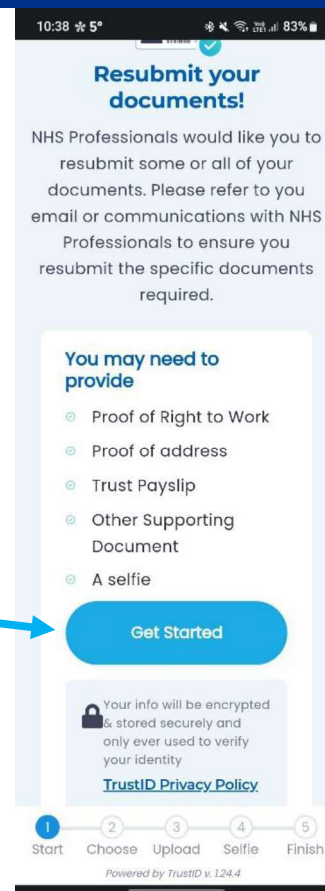 10:38 5° 83%
Resubmit your
documents!
NHS Professionals would like you to
resubmit some or all of your
documents. Please refer to you
email or communications with NHS
Professionals to ensure you
resubmit the specific documents
required.
You may need to
provide
Proof of Right to Work
Proof of address
Trust Payslip
Other Supporting
Document
A selfie
Get Started
Your info will be encrypted
& stored securely and
only ever used to verify
your identity
TrustID Privacy Policy
1 2 3 4 5
Start Choose Upload Selfie Finish
Powered by TrustID v. 1.24.4